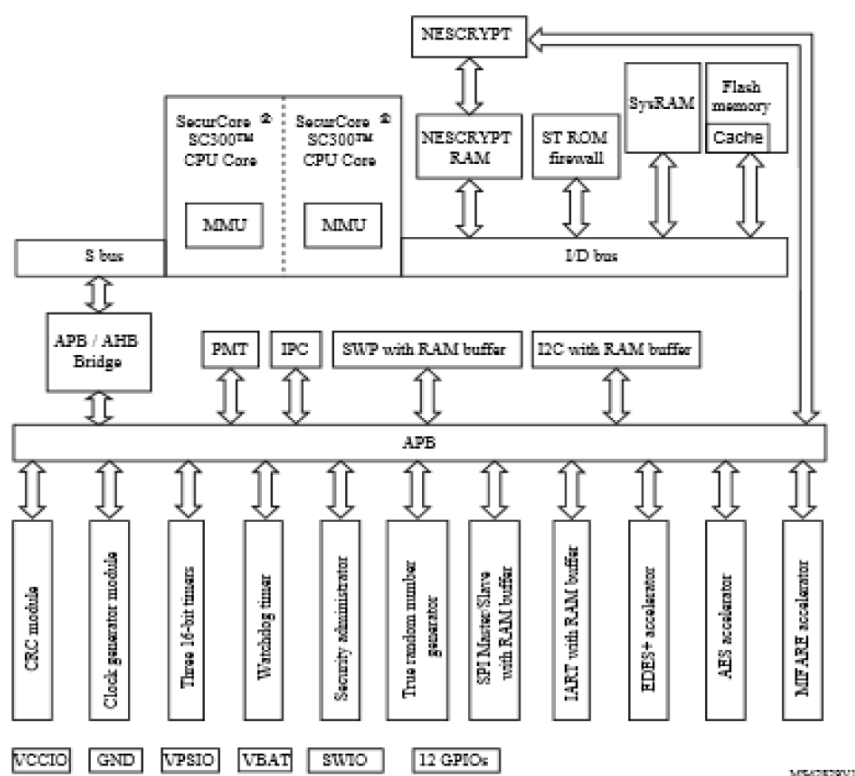 NESCRYPT
SecurCore ®
SC300™
CPU Core
SecurCore ®
SC300™
CPU Core
NESCRYPT
RAM
ST ROM
firewall
SysRAM
Flash
memory
Cache
MMU
MMU
S bus
I/D bus
APB / AHB
Bridge
PMT
IPC
SWP with RAM buffer
I2C with RAM buffer
APB
CRC module
Clock generator module
Three 16-bit timers
Watchdog timer
Security administrator
True random number
generator
SPI Master/Slave
with RAM buffer
IART with RAM buffer
EDES+ accelerator
AES accelerator
MIFARE accelerator
VCCIO
GND
VPSIO
VBAT
SWIO
12 GPIOs